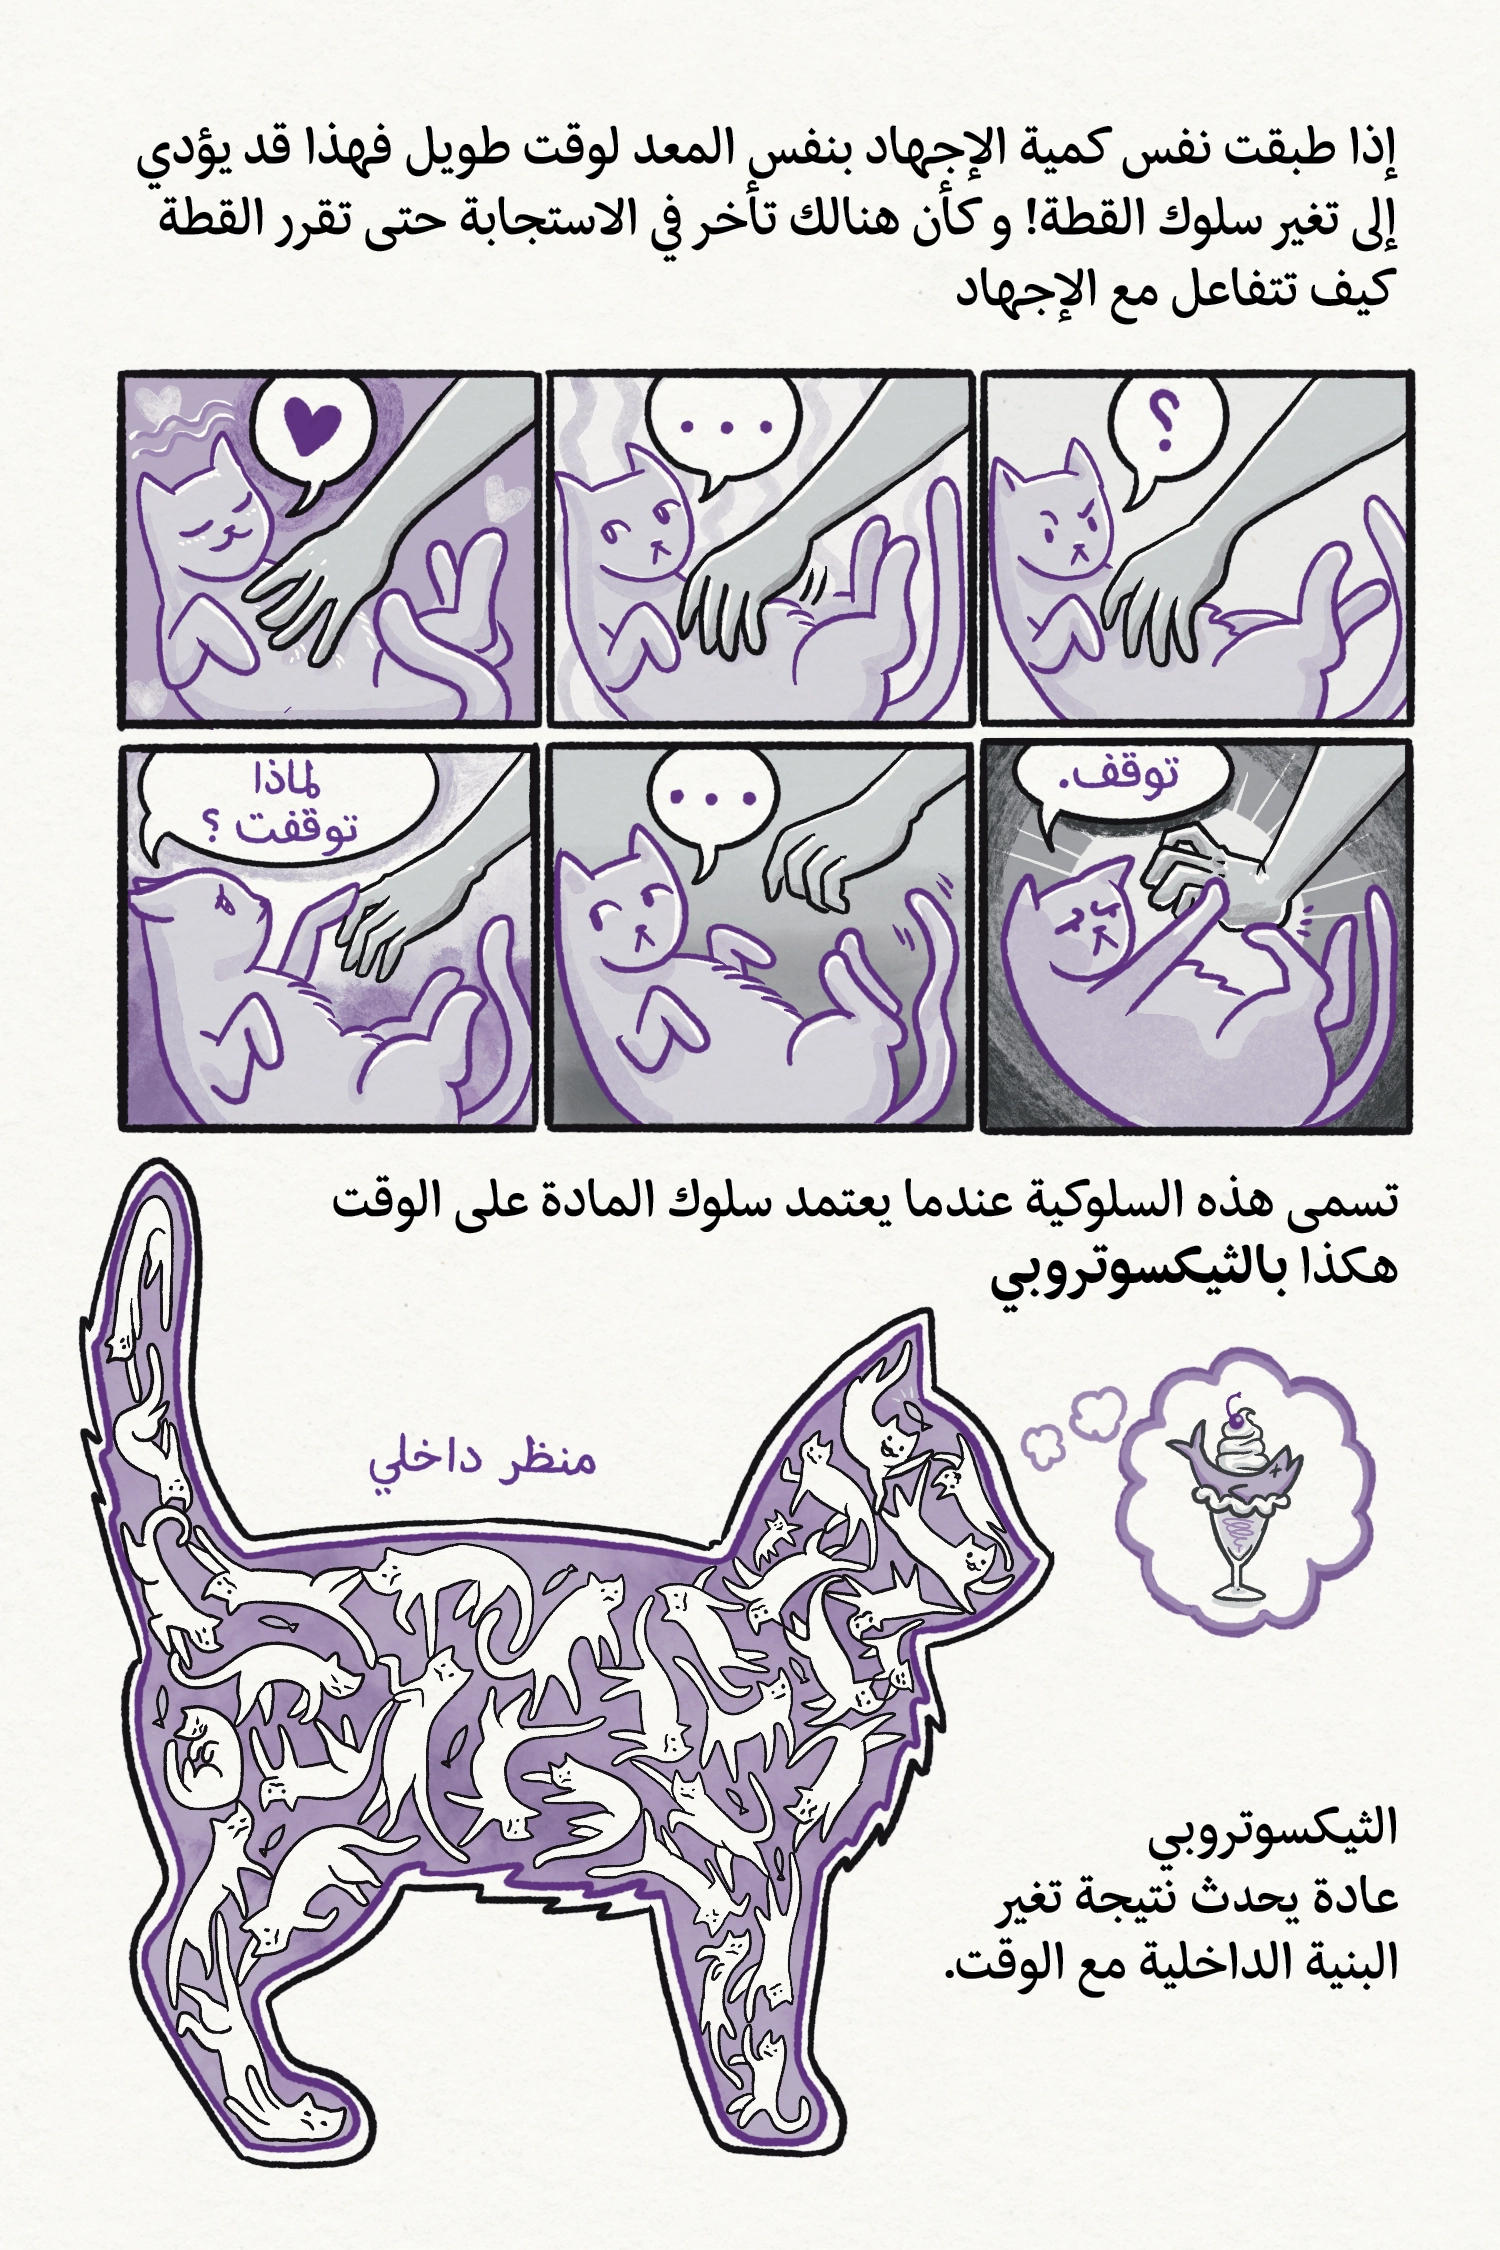 إذا طبقت نفس كمية الإجهاد بنفس المعد لوقت طويل فهذا قد يؤدي
إلى تغير سلوك القطة! و كأن هنالك تأخر في الاستجابة حتى تقرر القطة
كيف تتفاعل مع الإجهاد
؟
...
توقف.
...
لماذا
توقفت ؟
تسمى هذه السلوكية عندما يعتمد سلوك المادة على الوقت
هكذا بالثيكسوتروبي
منظر داخلي
الثيكسوتروبي
عادة يحدث نتيجة تغير
البنية الداخلية مع الوقت.